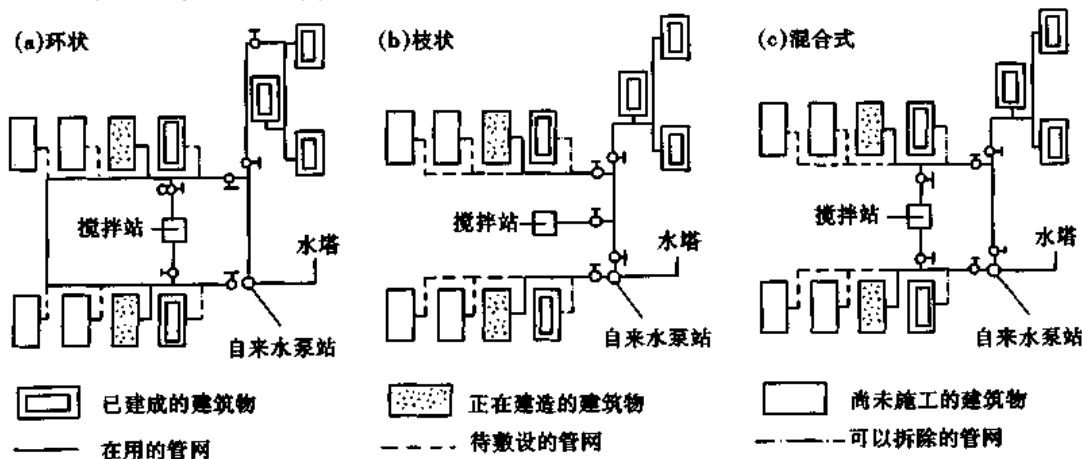 (a)环状
(b)枝状
(c)混合式
搅拌站
水塔
自来水泵站
搅拌站
水塔
自来水泵站
搅拌站
水塔
自来水泵站
已建成的建筑物
正在建造的建筑物
尚未施工的建筑物
在用的管网
待敷设的管网
可以拆除的管网